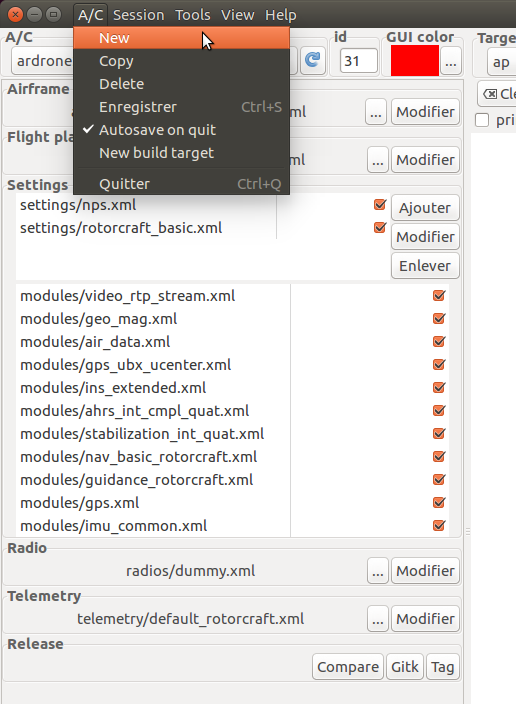 A/C Session Tools View Help
A/C id GUI color Targe
New
ardrone 31 ... ap
Copy
Delete
Airframe Cle
Enregistrer Ctrl+S
ml ... Modifier
Autosave on quit pri
Flight pla
New build target ml ... Modifier
Quitter Ctrl+Q
Settings
settings/nps.xml Ajouter
settings/rotorcraft_basic.xml Modifier
Enlever
modules/video_rtp_stream.xml
modules/geo_mag.xml
modules/air_data.xml
modules/gps_ubx_ucenter.xml
modules/ins_extended.xml
modules/ahrs_int_cmpl_quat.xml
modules/stabilization_int_quat.xml
modules/nav_basic_rotorcraft.xml
modules/guidance_rotorcraft.xml
modules/gps.xml
modules/imu_common.xml
Radio
radios/dummy.xml ... Modifier
Telemetry
telemetry/default_rotorcraft.xml ... Modifier
Release
Compare Gitk Tag